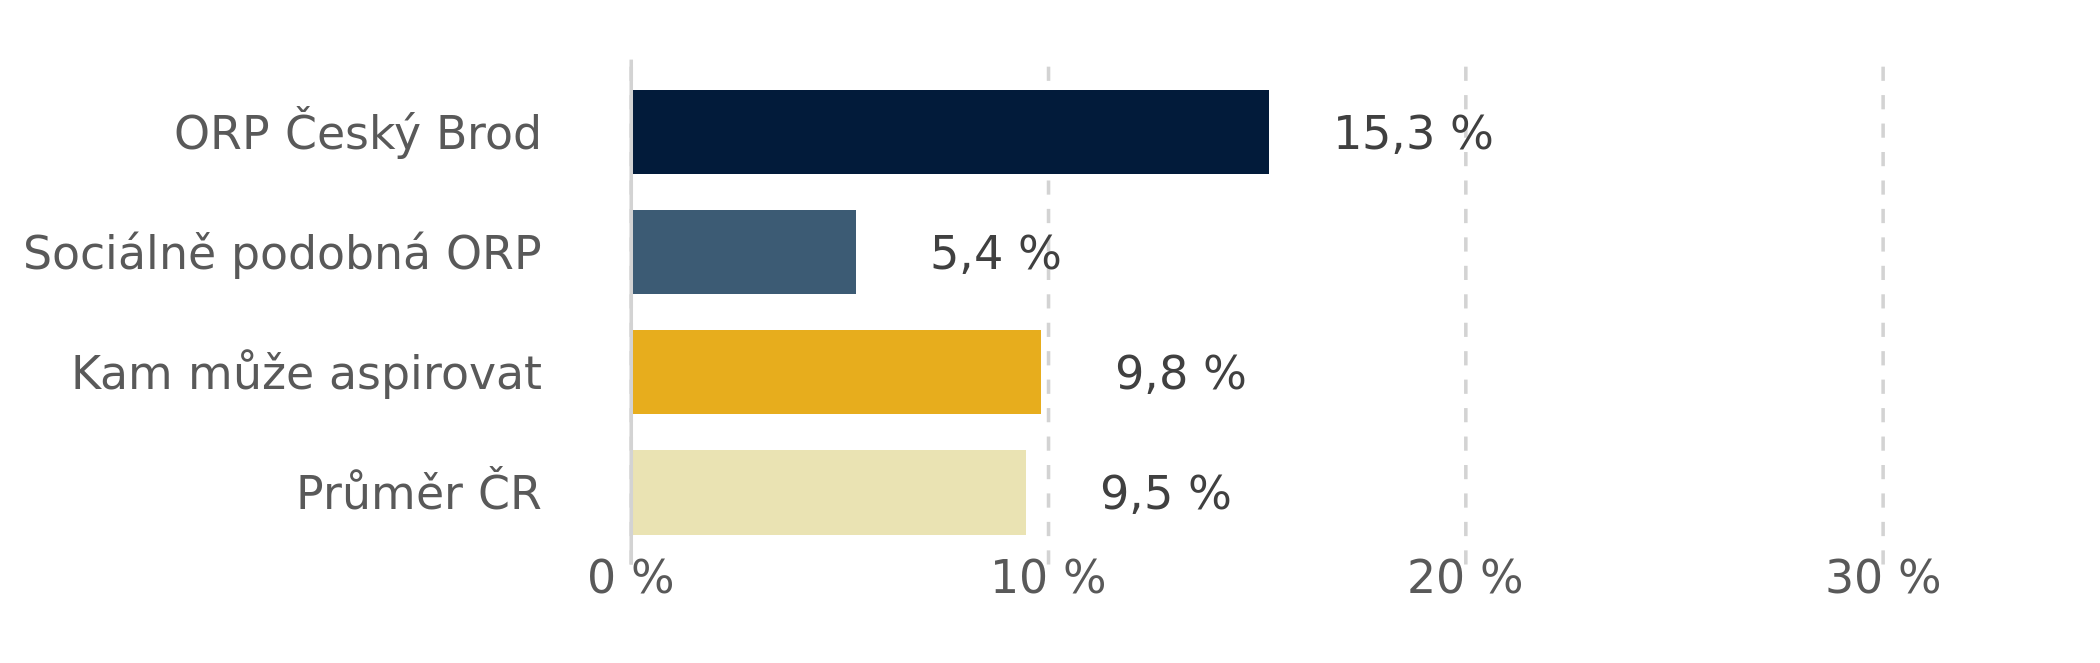 ORP Český Brod 15,3 %
Sociálně podobná ORP 5,4 %
Kam může aspirovat 9,8 %
Průměr ČR 9,5 %
0 % 10 % 20 % 30 %